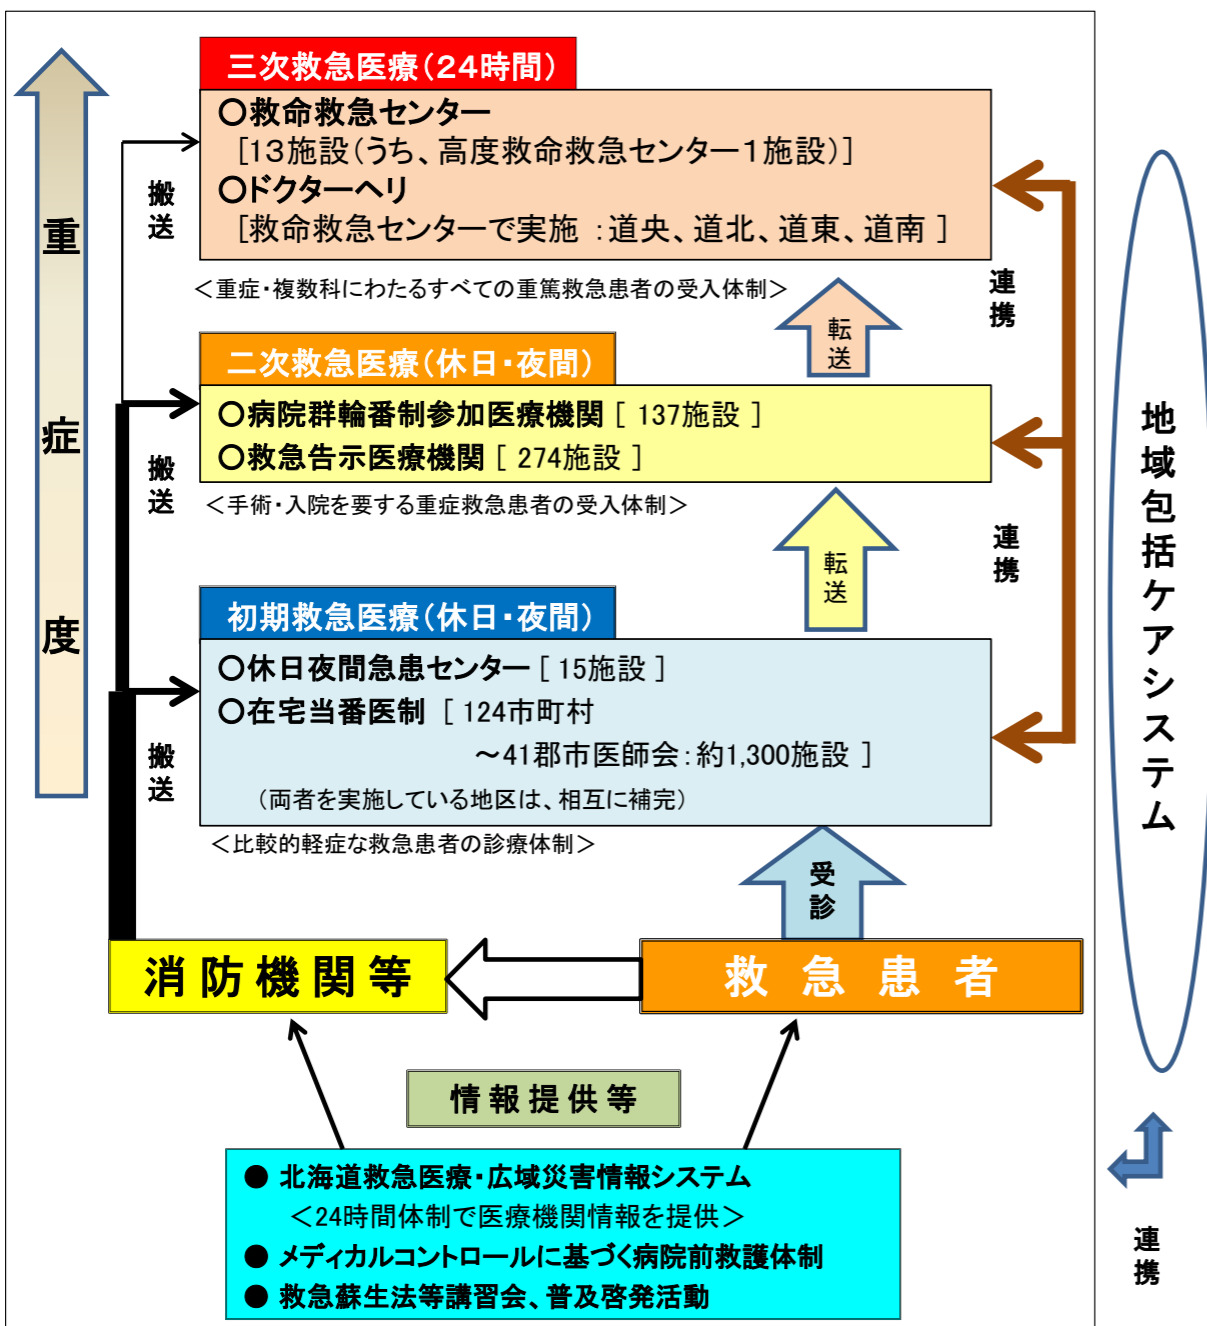 三次救急医療(24時間)
○救命救急センター
[13施設(うち、高度救命救急センター1施設)]
○ドクターヘリ
[救命救急センターで実施 :道央、道北、道東、道南 ]
<重症・複数科にわたるすべての重篤救急患者の受入体制>
搬送
転送
連携
二次救急医療(休日・夜間)
○病院群輪番制参加医療機関 [ 137施設 ]
○救急告示医療機関 [ 274施設 ]
<手術・入院を要する重症救急患者の受入体制>
搬送
転送
連携
初期救急医療(休日・夜間)
○休日夜間急患センター [ 15施設 ]
○在宅当番医制 [ 124市町村
~41郡市医師会:約1,300施設 ]
(両者を実施している地区は、相互に補完)
<比較的軽症な救急患者の診療体制>
搬送
受診
重症度
地域包括ケアシステム
消防機関等
救急患者
情報提供等
● 北海道救急医療・広域災害情報システム
<24時間体制で医療機関情報を提供>
● メディカルコントロールに基づく病院前救護体制
● 救急蘇生法等講習会、普及啓発活動
連携